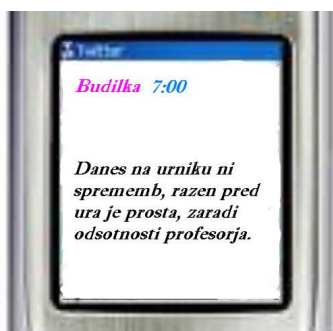 Twitter
Budilka 7:00
Danes na urniku ni
sprememb, razen pred
ura je prosta, zaradi
odsotnosti profesorja.